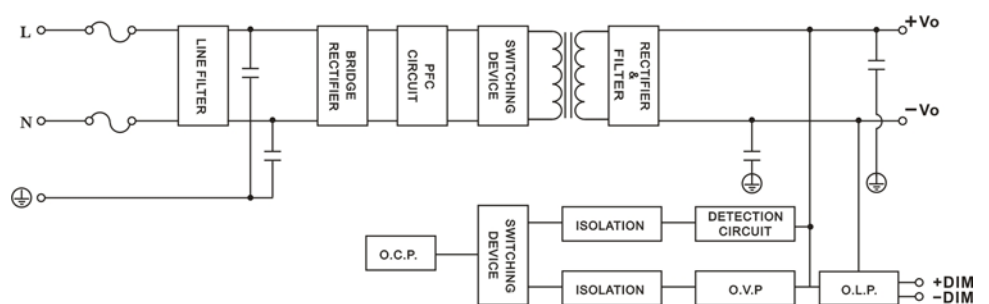 L
N
LINE FILTER
BRIDGE
RECTIFIER
PFC
CIRCUIT
SWITCHING
DEVICE
RECTIFIER
&
FILTER
+Vo
−Vo
O.C.P.
SWITCHING
DEVICE
ISOLATION
DETECTION
CIRCUIT
ISOLATION
O.V.P
O.L.P.
+DIM
−DIM